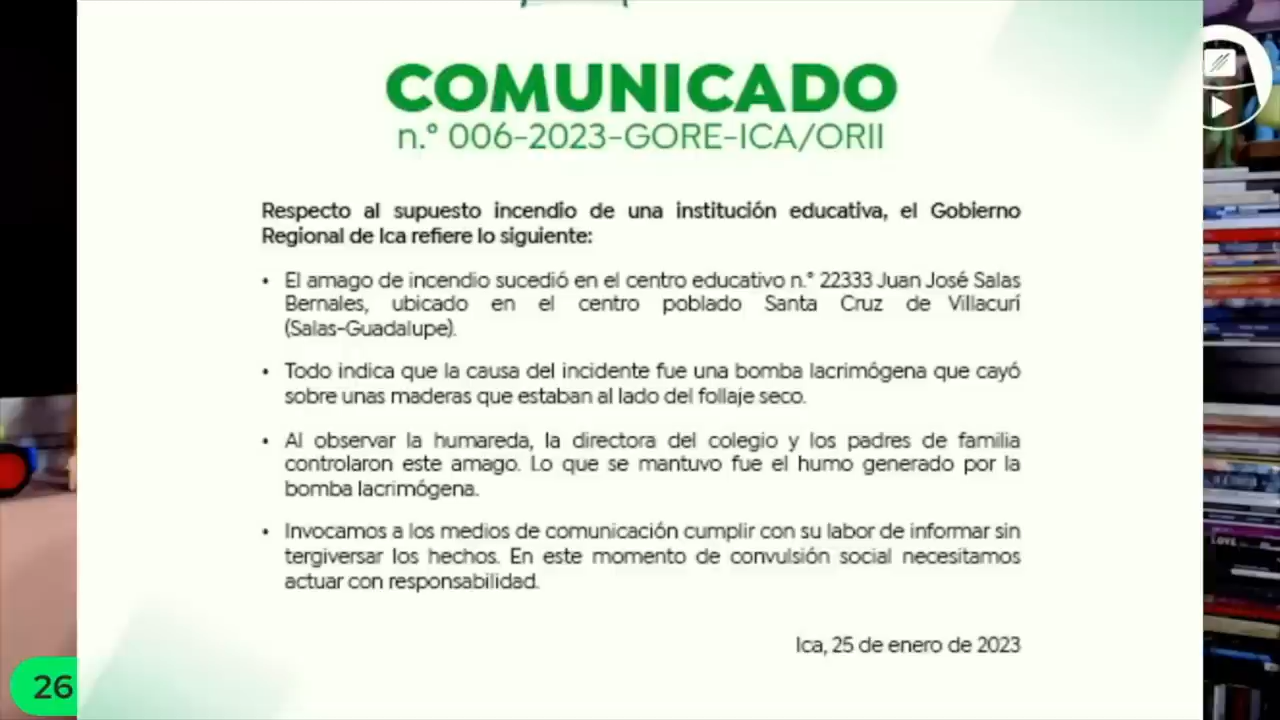 COMUNICADO
n.° 006-2023-GORE-ICA/ORII
Respecto al supuesto incendio de una institución educativa, el Gobierno
Regional de Ica refiere lo siguiente:
• El amago de incendio sucedió en el centro educativo n.° 22333 Juan José Salas
Bernales, ubicado en el centro poblado Santa Cruz de Villacurí
(Salas-Guadalupe).
• Todo indica que la causa del incidente fue una bomba lacrimógena que cayó
sobre unas maderas que estaban al lado del follaje seco.
• Al observar la humareda, la directora del colegio y los padres de familia
controlaron este amago. Lo que se mantuvo fue el humo generado por la
bomba lacrimógena.
• Invocamos a los medios de comunicación cumplir con su labor de informar sin
tergiversar los hechos. En este momento de convulsión social necesitamos
actuar con responsabilidad.
Ica, 25 de enero de 2023
26
LOVE